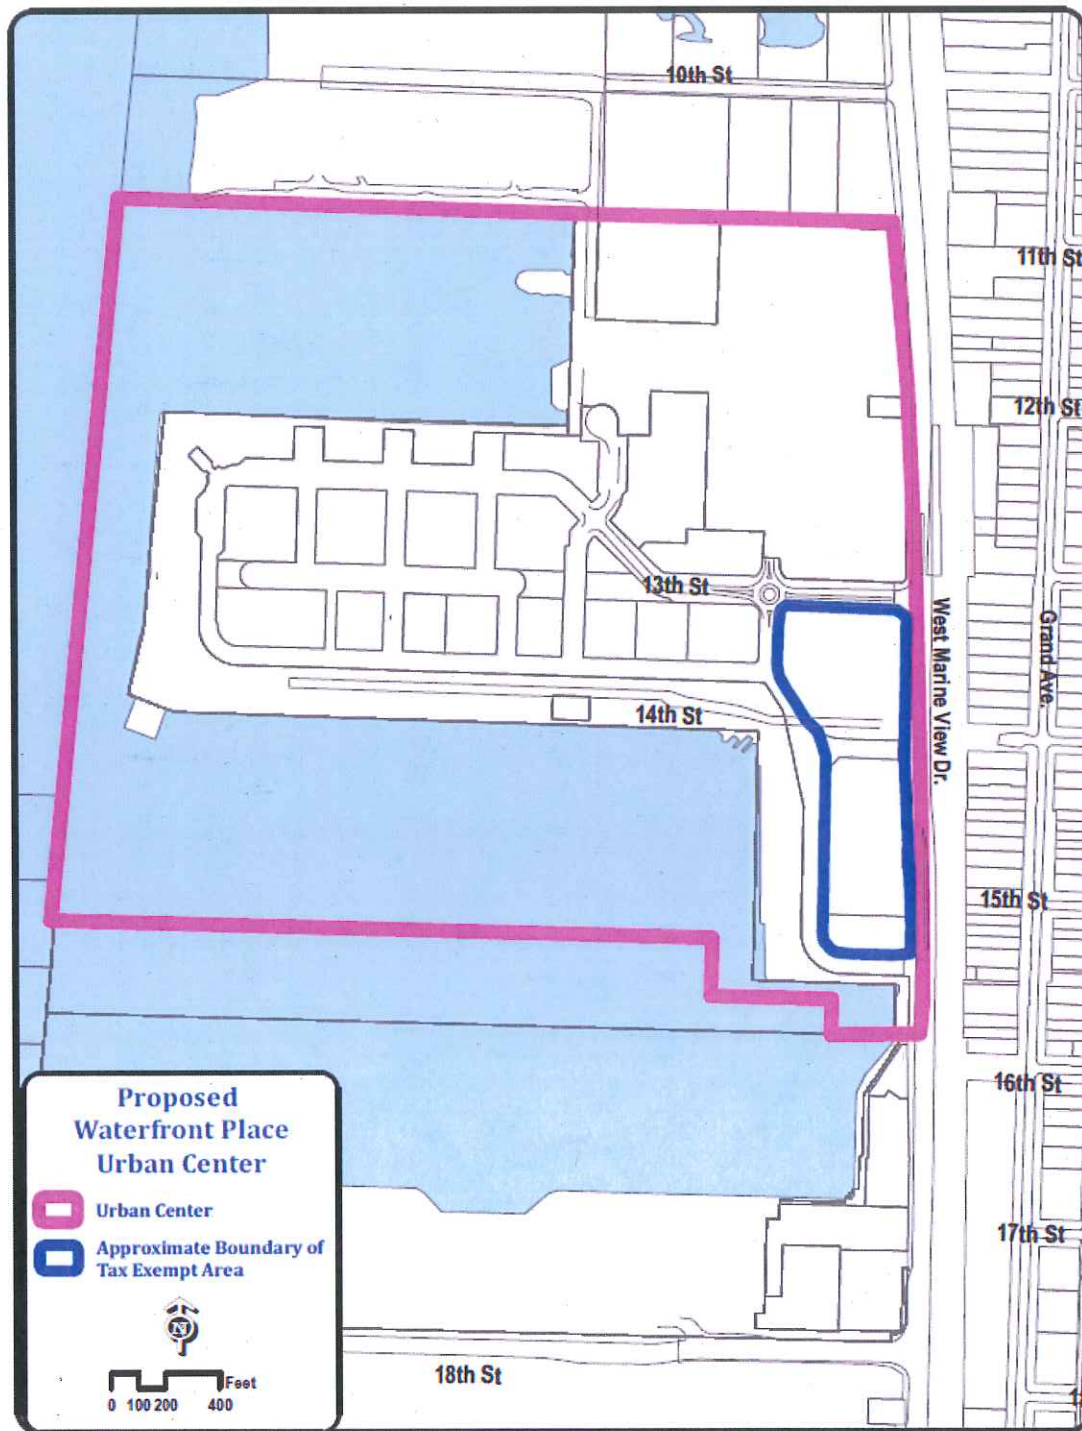 10th St
11th St
12th St
13th St
West Marine View Dr.
Grand Ave.
14th St
15th St
16th St
17th St
18th St
Proposed
Waterfront Place
Urban Center
Urban Center
Approximate Boundary of
Tax Exempt Area
N
Feet
0 100 200 400